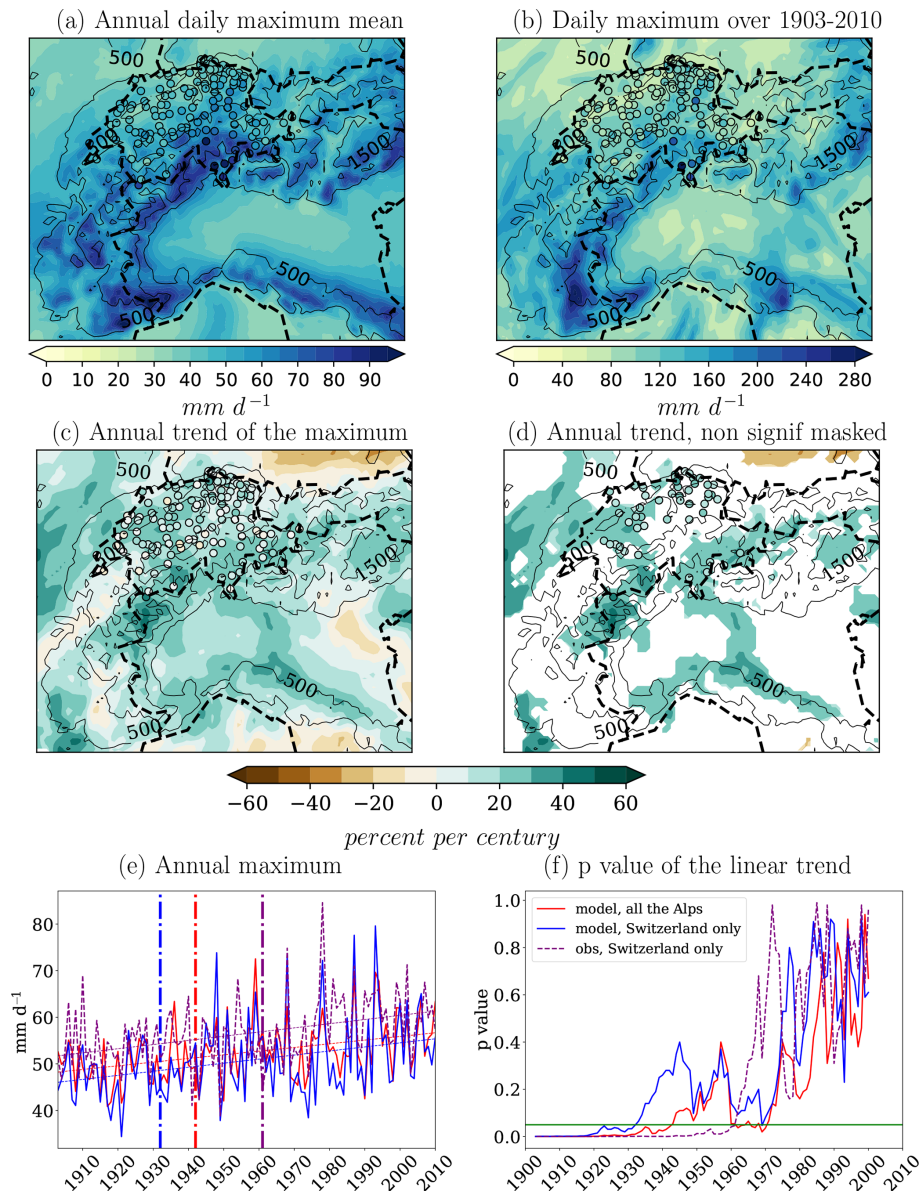 (a) Annual daily maximum mean
(b) Daily maximum over 1903-2010
500
500
1500
500
500
500
500
1500
500
500
0 10 20 30 40 50 60 70 80 90
0 40 80 120 160 200 240 280
mm d⁻¹
mm d⁻¹
(c) Annual trend of the maximum
(d) Annual trend, non signif masked
500
500
1500
500
500
500
500
1500
500
500
−60 −40 −20 0 20 40 60
percent per century
(e) Annual maximum
(f) p value of the linear trend
80
70
60
50
40
mm d⁻¹
1910 1920 1930 1940 1950 1960 1970 1980 1990 2000 2010
1.0
0.8
0.6
0.4
0.2
0.0
p value
model, all the Alps
model, Switzerland only
obs, Switzerland only
1900 1910 1920 1930 1940 1950 1960 1970 1980 1990 2000 2010